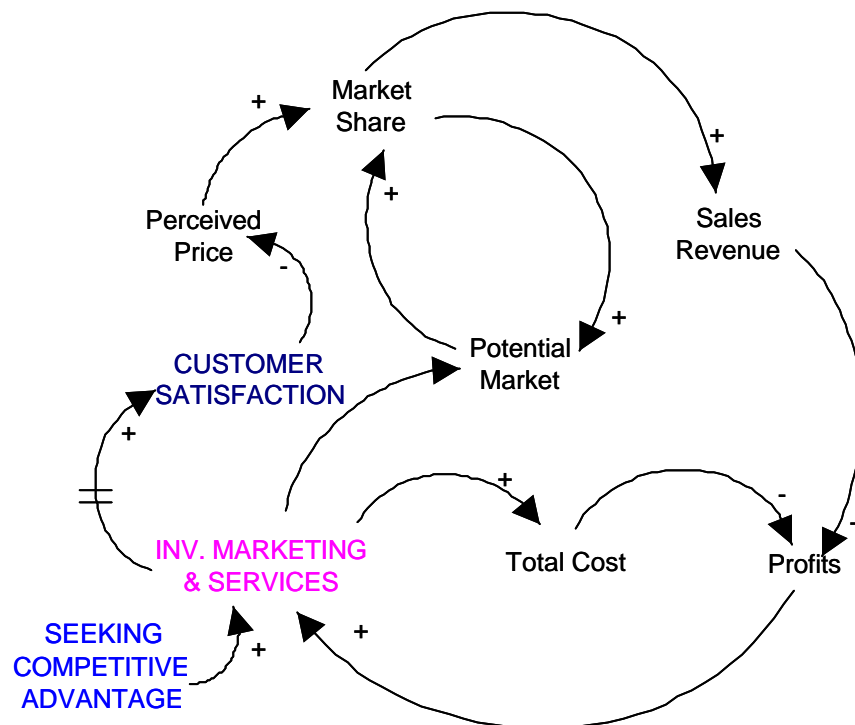 Market
Share
+
+
+
Perceived
Price
Sales
Revenue
-
+
Potential
Market
CUSTOMER
SATISFACTION
+
+
-
INV. MARKETING
& SERVICES
Total Cost
Profits
SEEKING
COMPETITIVE
ADVANTAGE
+
+